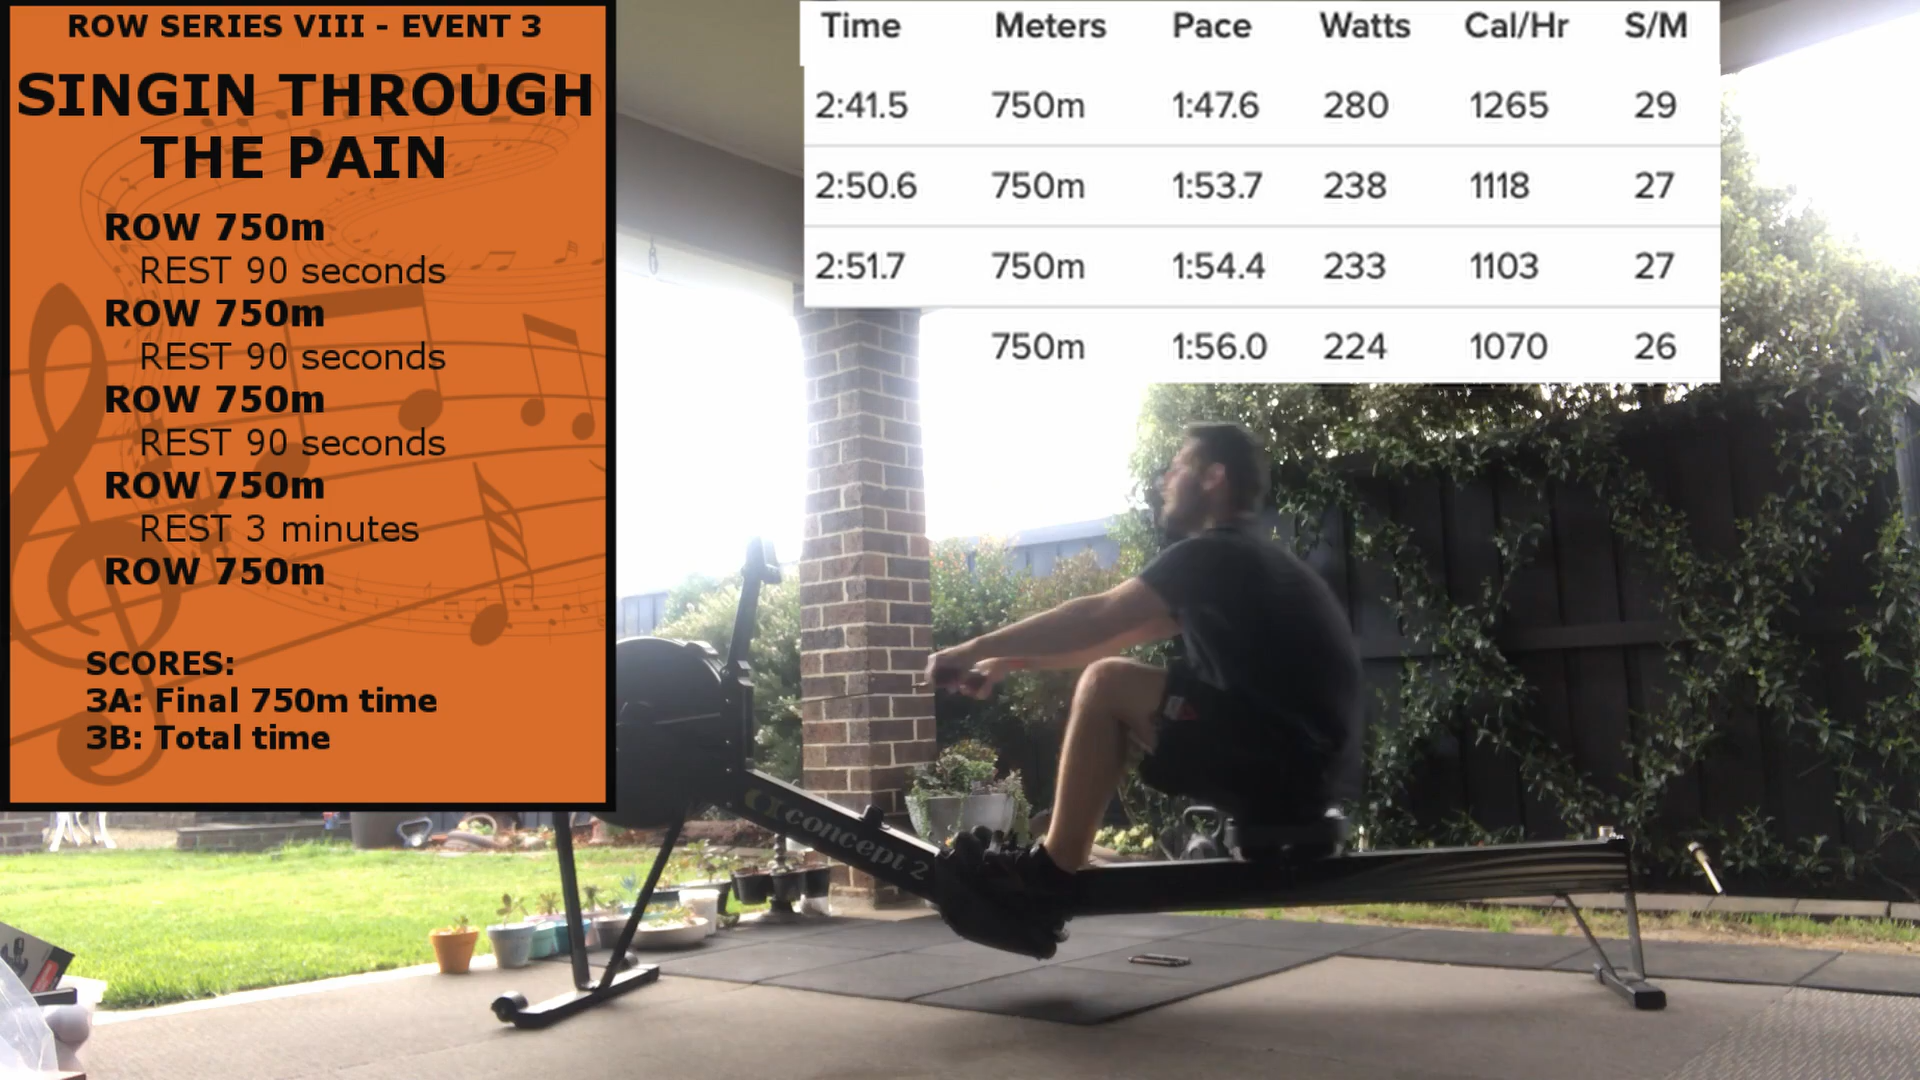 ROW SERIES VIII - EVENT 3
SINGIN THROUGH
THE PAIN
ROW 750m
REST 90 seconds
ROW 750m
REST 90 seconds
ROW 750m
REST 90 seconds
ROW 750m
REST 3 minutes
ROW 750m
SCORES:
3A: Final 750m time
3B: Total time
Time Meters Pace Watts Cal/Hr S/M
2:41.5 750m 1:47.6 280 1265 29
2:50.6 750m 1:53.7 238 1118 27
2:51.7 750m 1:54.4 233 1103 27
750m 1:56.0 224 1070 26
concept 2